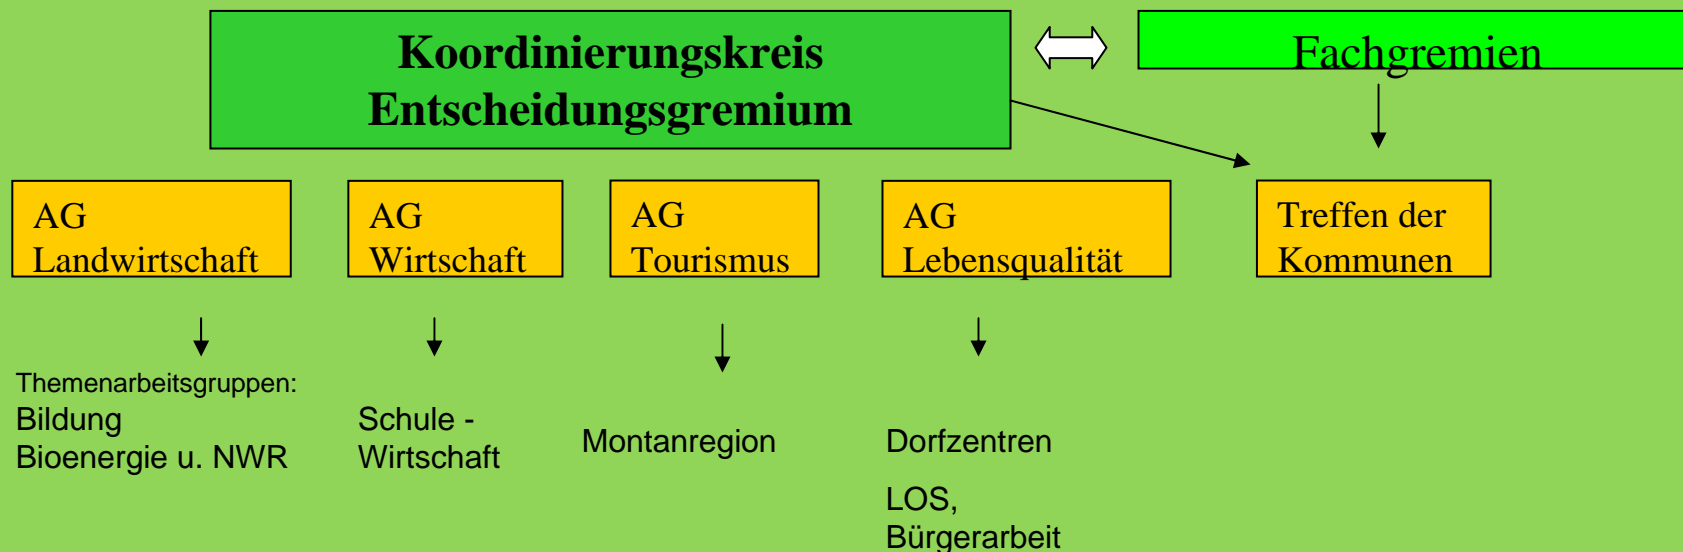 Koordinierungskreis
Entscheidungsgremium
Fachgremien
AG
Landwirtschaft
AG
Wirtschaft
AG
Tourismus
AG
Lebensqualität
Treffen der
Kommunen
Themenarbeitsgruppen:
Bildung
Bioenergie u. NWR
Schule -
Wirtschaft
Montanregion
Dorfzentren
LOS,
Bürgerarbeit